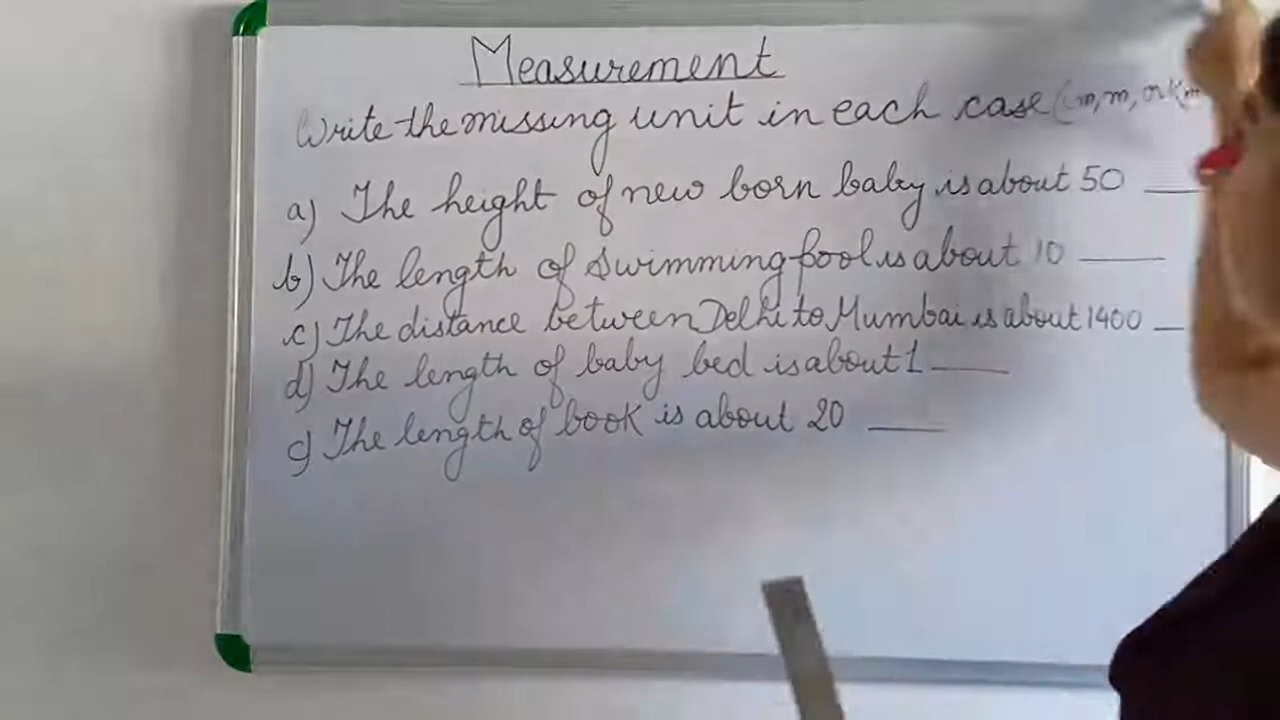 Measurement
Write the missing unit in each case (cm, m, or Km
a) The height of new born baby is about 50 ___
b) The length of Swimming pool is about 10 ___
c) The distance between Delhi to Mumbai is about 1400 _
d) The length of baby bed is about 1 ___
c) The length of book is about 20 ___